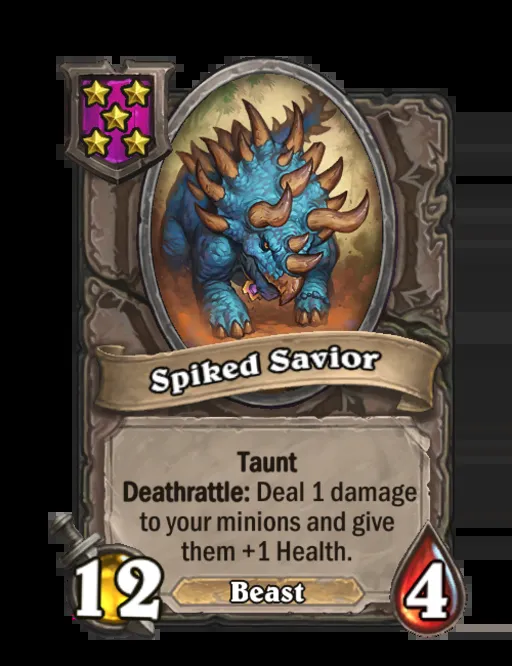 Spiked Savior
Taunt
Deathrattle: Deal 1 damage
to your minions and give
them +1 Health.
12
Beast
4